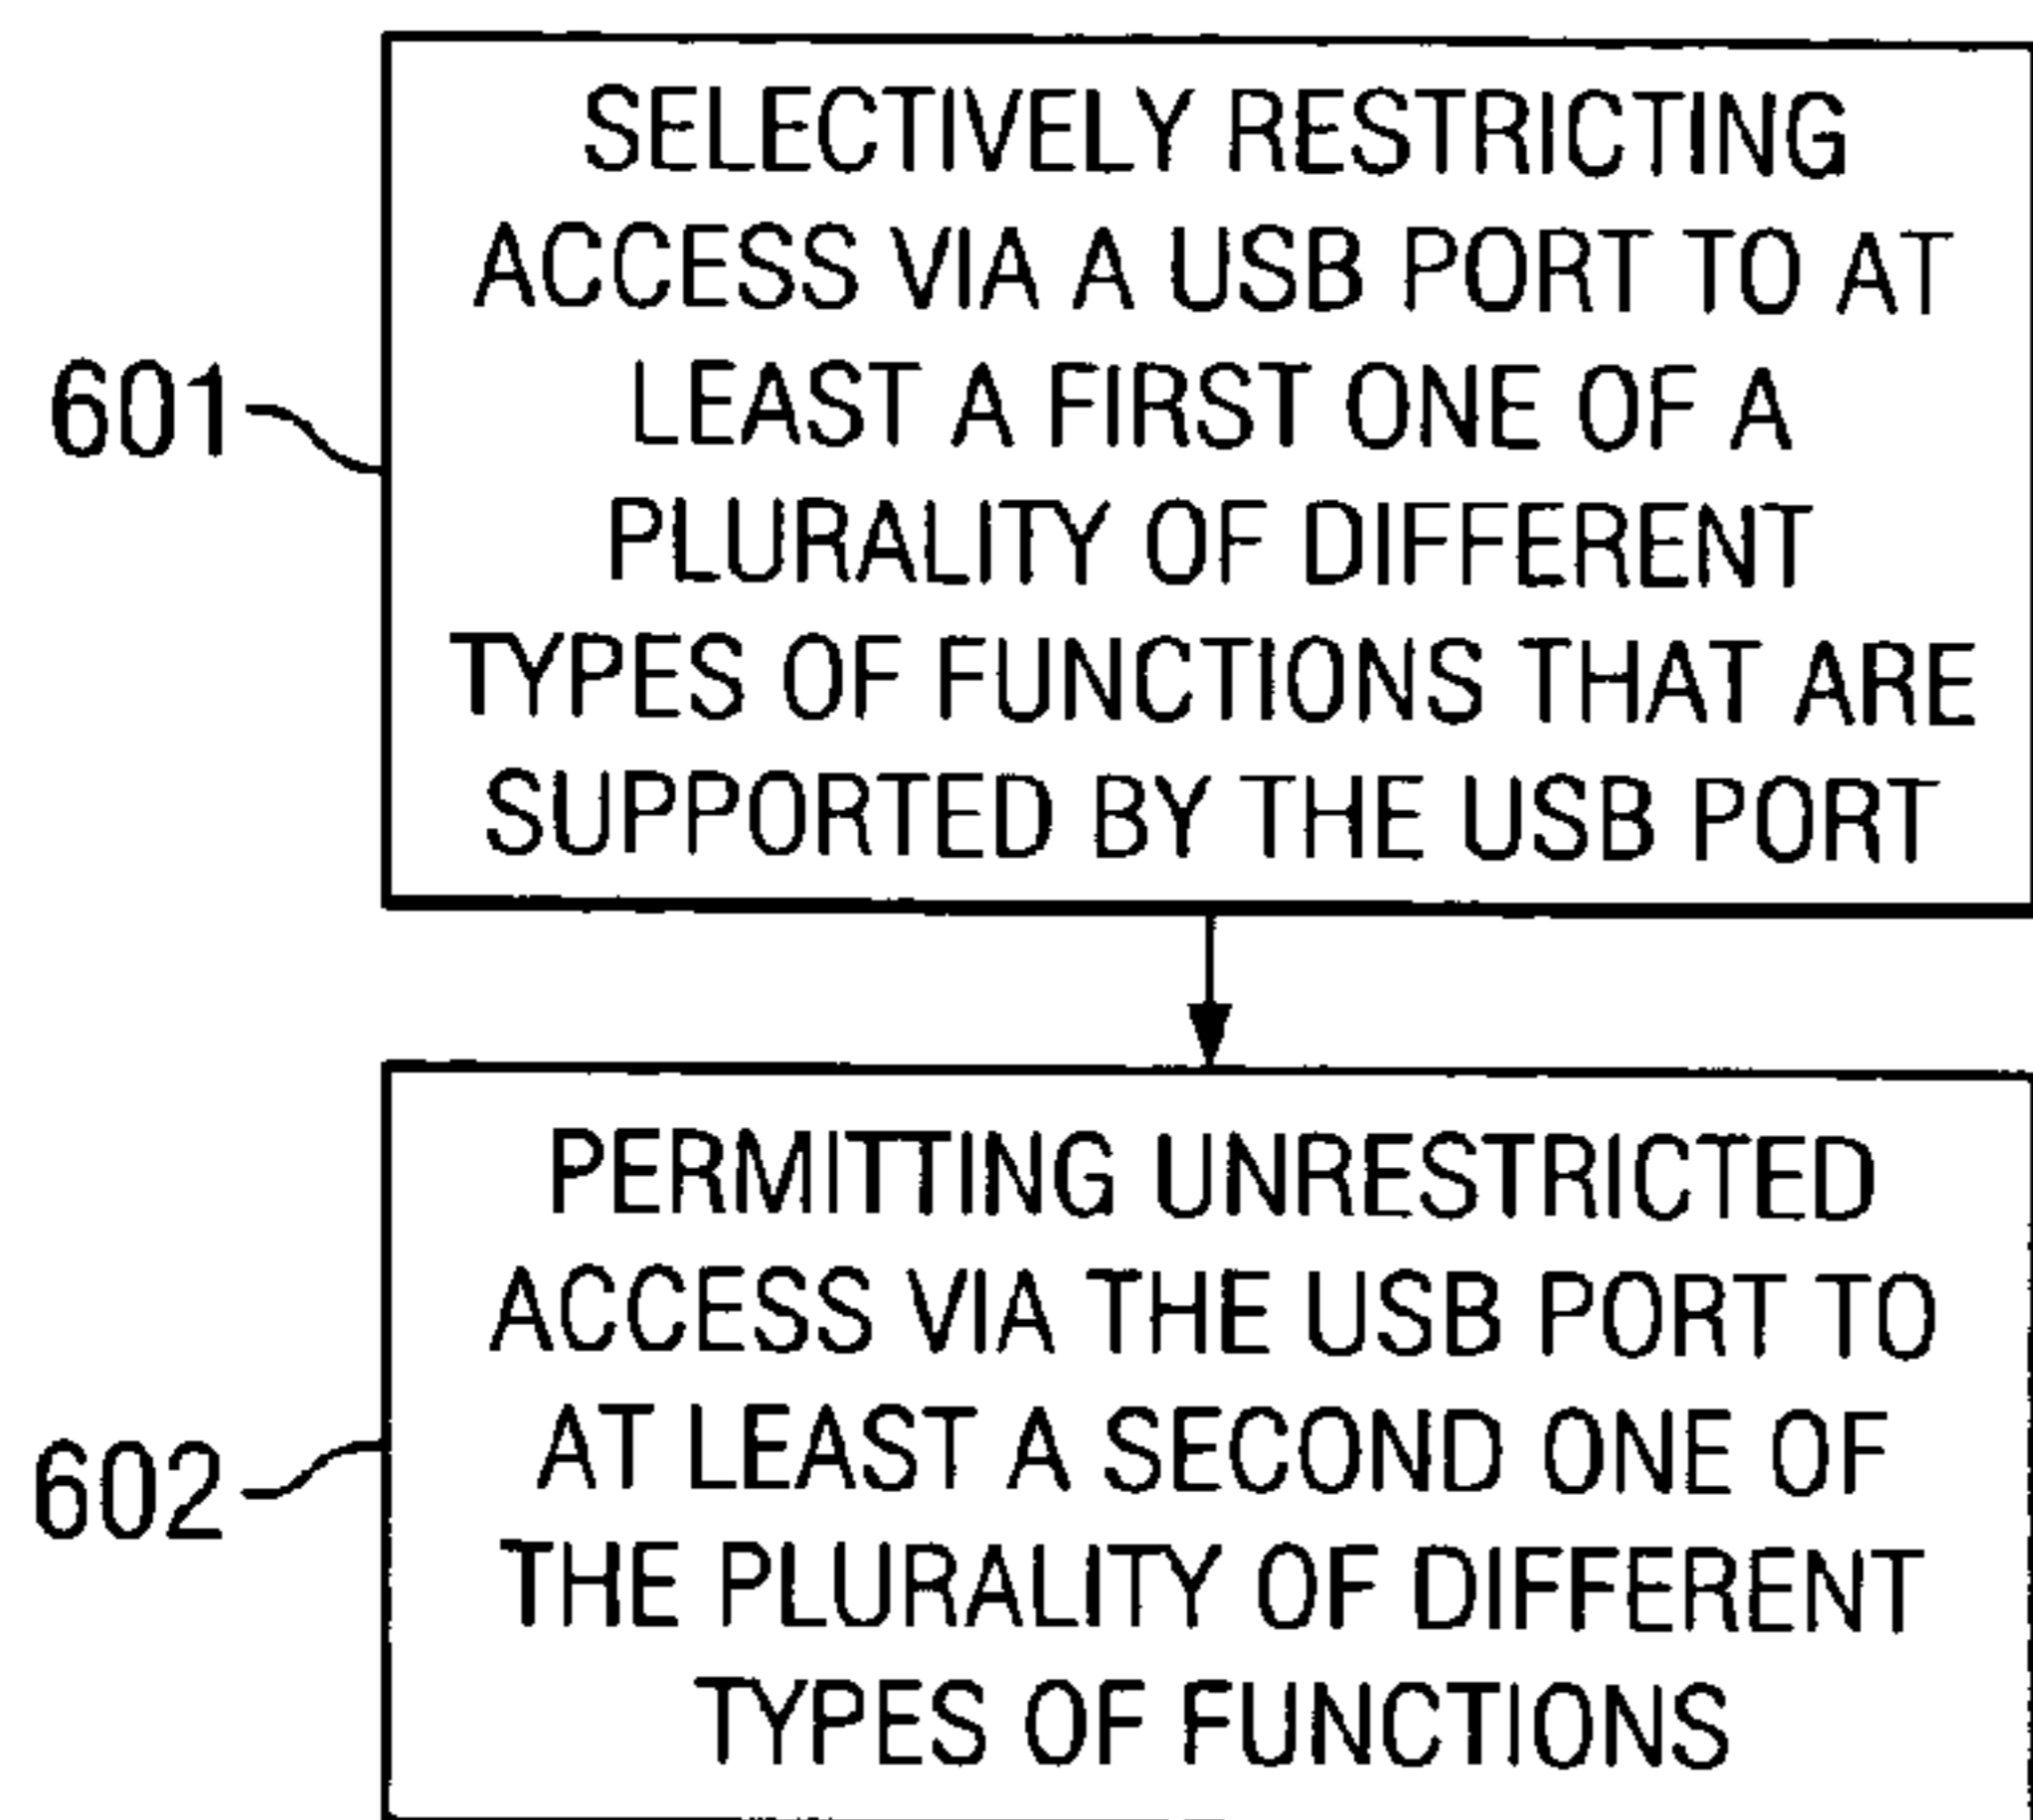 SELECTIVELY RESTRICTING
ACCESS VIA A USB PORT TO AT
LEAST A FIRST ONE OF A
PLURALITY OF DIFFERENT
TYPES OF FUNCTIONS THAT ARE
SUPPORTED BY THE USB PORT
601
PERMITTING UNRESTRICTED
ACCESS VIA THE USB PORT TO
AT LEAST A SECOND ONE OF
THE PLURALITY OF DIFFERENT
TYPES OF FUNCTIONS
602